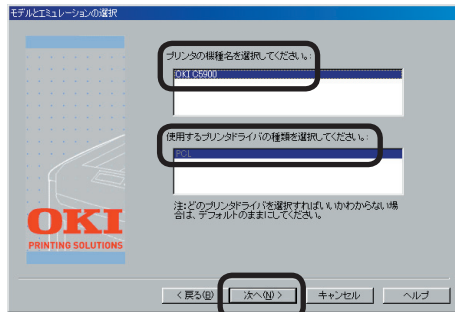 モデルとエミュレーションの選択
プリンタの機種名を選択してください。:
OKI C5900
使用するプリンタドライバの種類を選択してください。:
PCL
注:どのプリンタドライバを選択すればいいかわからない場
合は、デフォルトのままにしてください。
OKI
PRINTING SOLUTIONS
< 戻る(B)
次へ(N) >
キャンセル
ヘルプ